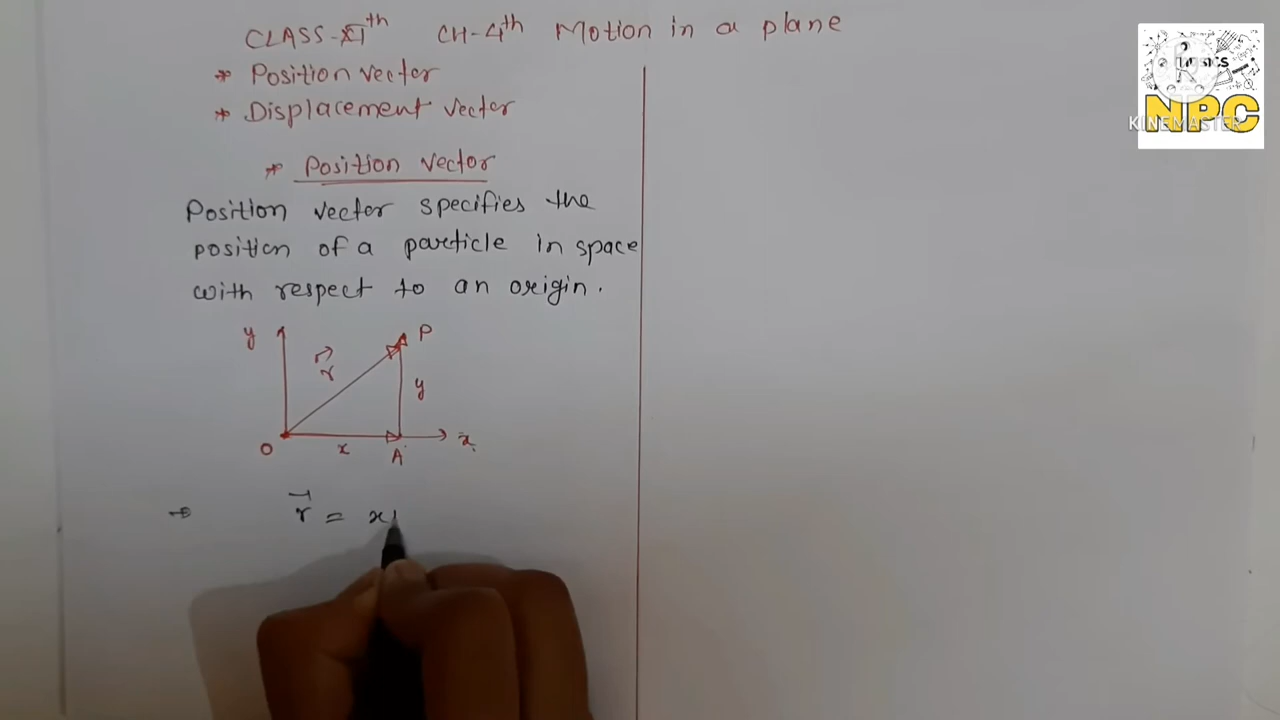 CLASS-XIth CH-4th Motion in a plane
* Position vector
* Displacement vector
* Position vector
Position vector specifies the
position of a particle in space
with respect to an origin.
y
P
r
y
O
x
A
x
r = x
NPC
KINEMASTER